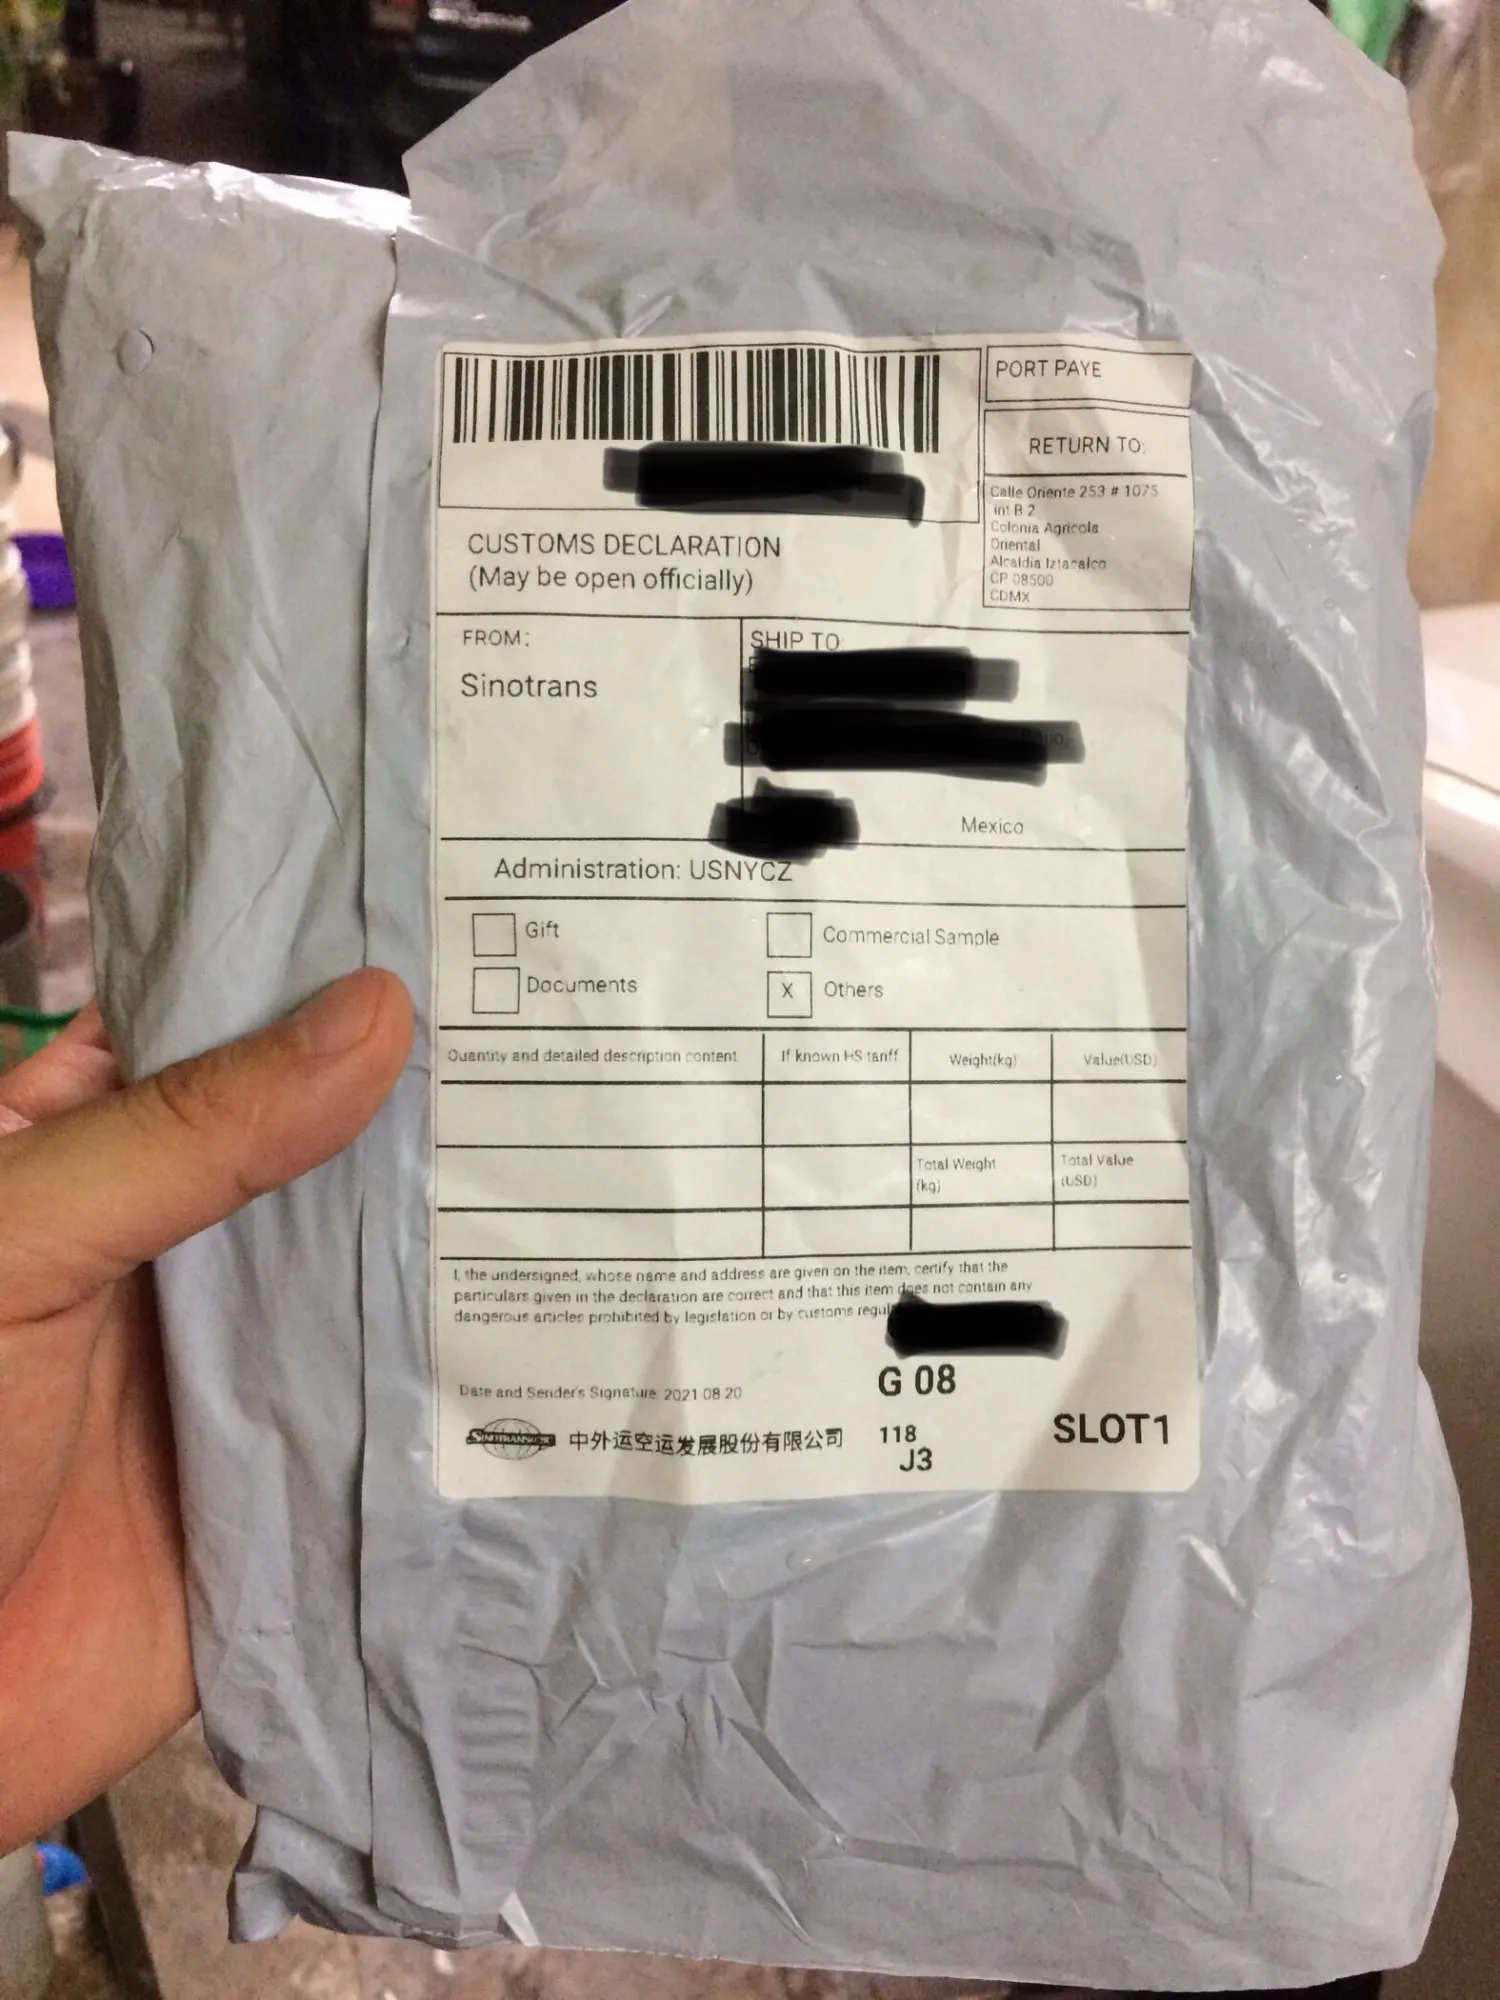 PORT PAYE
RETURN TO:
Calle Oriente 253 # 1075
int B 2
Colonia Agricola
Oriental
Alcaldia Iztacalco
CP 08500
CDMX
CUSTOMS DECLARATION
(May be open officially)
FROM:
Sinotrans
SHIP TO:
Mexico
Administration: USNYCZ
Gift
Commercial Sample
Documents
X Others
Quantity and detailed description content If known HS tariff Weight(kg) Value(USD)
Total Weight Total Value
(kg) (USD)
I, the undersigned, whose name and address are given on the item, certify that the
particulars given in the declaration are correct and that this item does not contain any
dangerous articles prohibited by legislation or by customs
G 08
Date and Sender's Signature 2021 08 20
中外运空运发展股份有限公司
118
J3
SLOT1